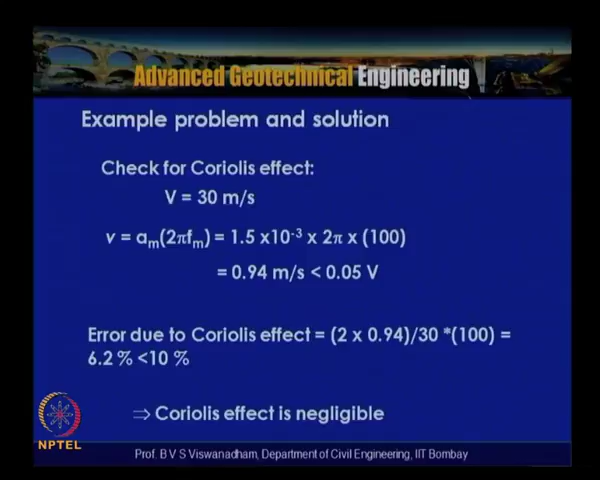 Advanced Geotechnical Engineering
Example problem and solution
Check for Coriolis effect:
V = 30 m/s
v = aₘ(2πfₘ) = 1.5 x10⁻³ x 2π x (100)
= 0.94 m/s < 0.05 V
Error due to Coriolis effect = (2 x 0.94)/30 *(100) =
6.2 % <10 %
⇒ Coriolis effect is negligible
NPTEL
Prof. B V S Viswanadham, Department of Civil Engineering, IIT Bombay